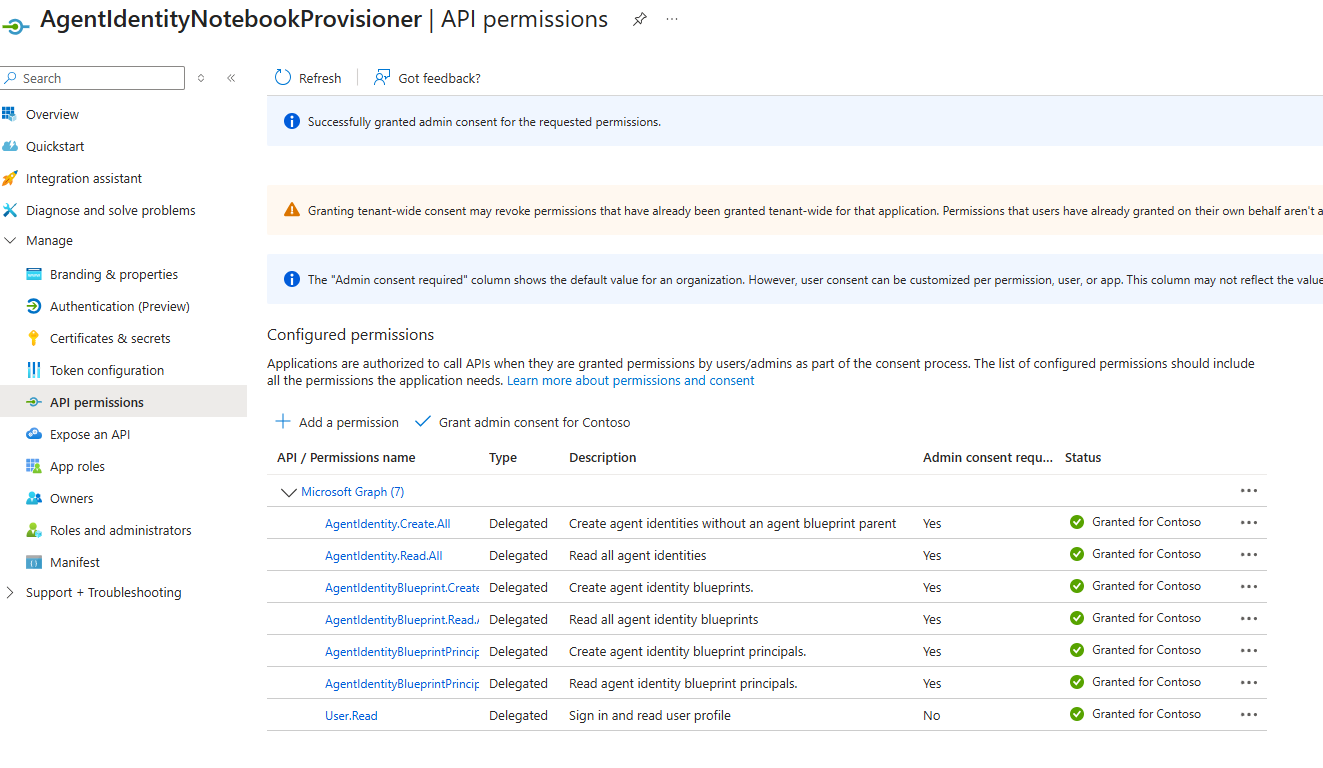 AgentIdentityNotebookProvisioner | API permissions
Search
Refresh
Got feedback?
Overview
Quickstart
Integration assistant
Diagnose and solve problems
Manage
Branding & properties
Authentication (Preview)
Certificates & secrets
Token configuration
API permissions
Expose an API
App roles
Owners
Roles and administrators
Manifest
Support + Troubleshooting
Successfully granted admin consent for the requested permissions.
Granting tenant-wide consent may revoke permissions that have already been granted tenant-wide for that application. Permissions that users have already granted on their own behalf aren't a
The "Admin consent required" column shows the default value for an organization. However, user consent can be customized per permission, user, or app. This column may not reflect the value
Configured permissions
Applications are authorized to call APIs when they are granted permissions by users/admins as part of the consent process. The list of configured permissions should include
all the permissions the application needs. Learn more about permissions and consent
Add a permission
Grant admin consent for Contoso
API / Permissions name Type Description Admin consent requ... Status
Microsoft Graph (7)
AgentIdentity.Create.All Delegated Create agent identities without an agent blueprint parent Yes Granted for Contoso
AgentIdentity.Read.All Delegated Read all agent identities Yes Granted for Contoso
AgentIdentityBlueprint.Create Delegated Create agent identity blueprints. Yes Granted for Contoso
AgentIdentityBlueprint.Read.A Delegated Read all agent identity blueprints Yes Granted for Contoso
AgentIdentityBlueprintPrincip Delegated Create agent identity blueprint principals. Yes Granted for Contoso
AgentIdentityBlueprintPrincip Delegated Read agent identity blueprint principals. Yes Granted for Contoso
User.Read Delegated Sign in and read user profile No Granted for Contoso